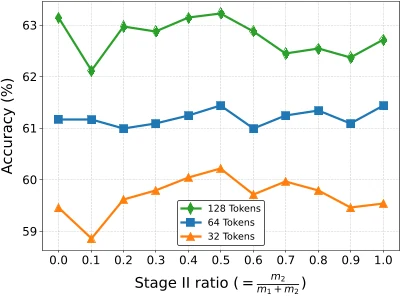 63
62
61
60
59
Accuracy (%)
128 Tokens
64 Tokens
32 Tokens
0.0 0.1 0.2 0.3 0.4 0.5 0.6 0.7 0.8 0.9 1.0
Stage II ratio (= m₂ / m₁ + m₂)